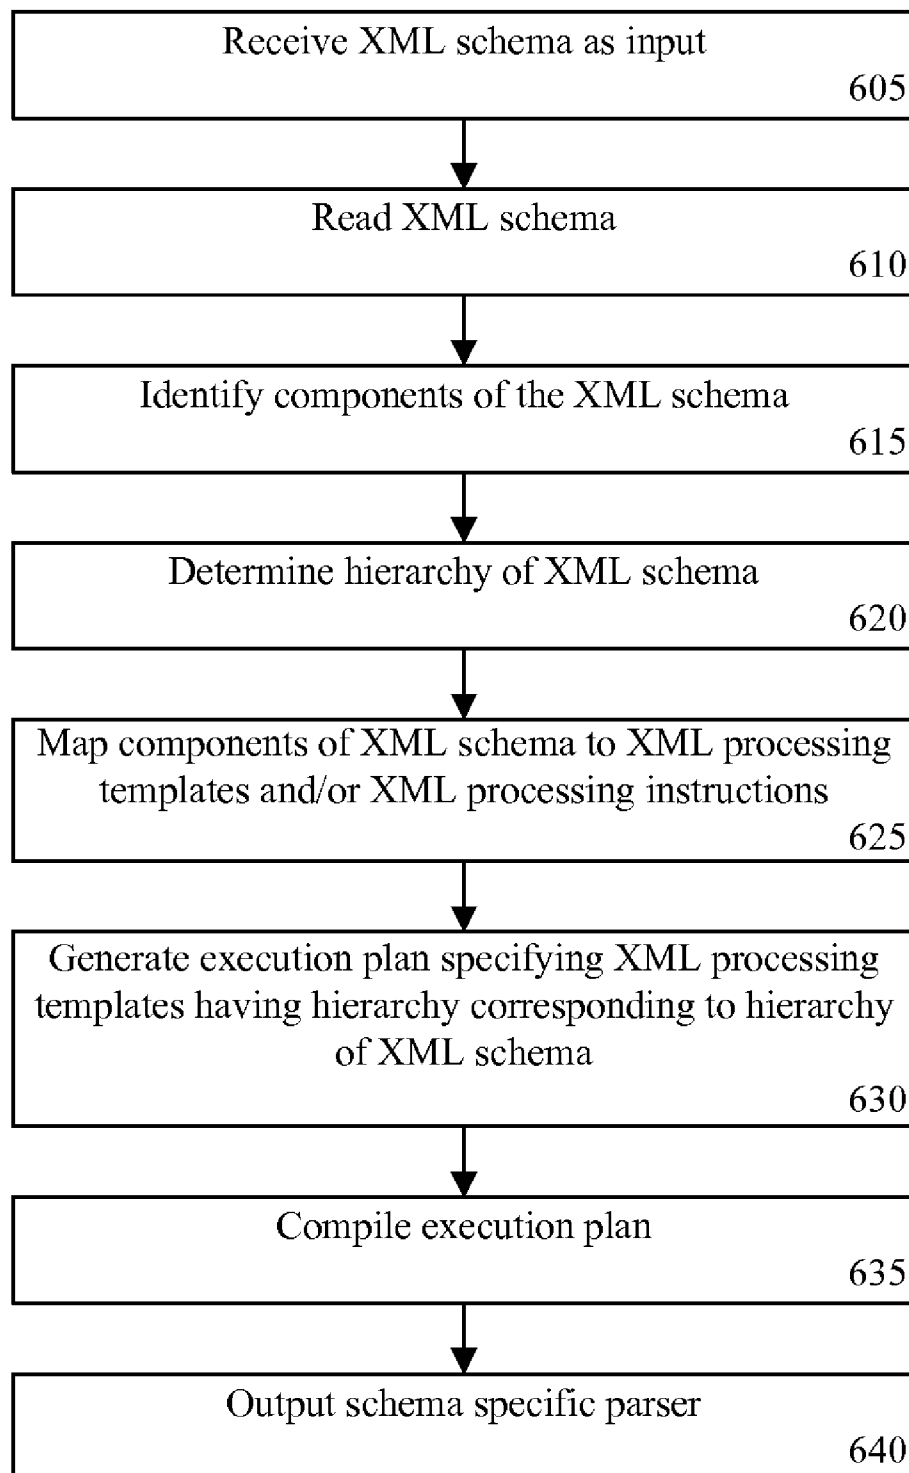 Receive XML schema as input
605
Read XML schema
610
Identify components of the XML schema
615
Determine hierarchy of XML schema
620
Map components of XML schema to XML processing
templates and/or XML processing instructions
625
Generate execution plan specifying XML processing
templates having hierarchy corresponding to hierarchy
of XML schema
630
Compile execution plan
635
Output schema specific parser
640